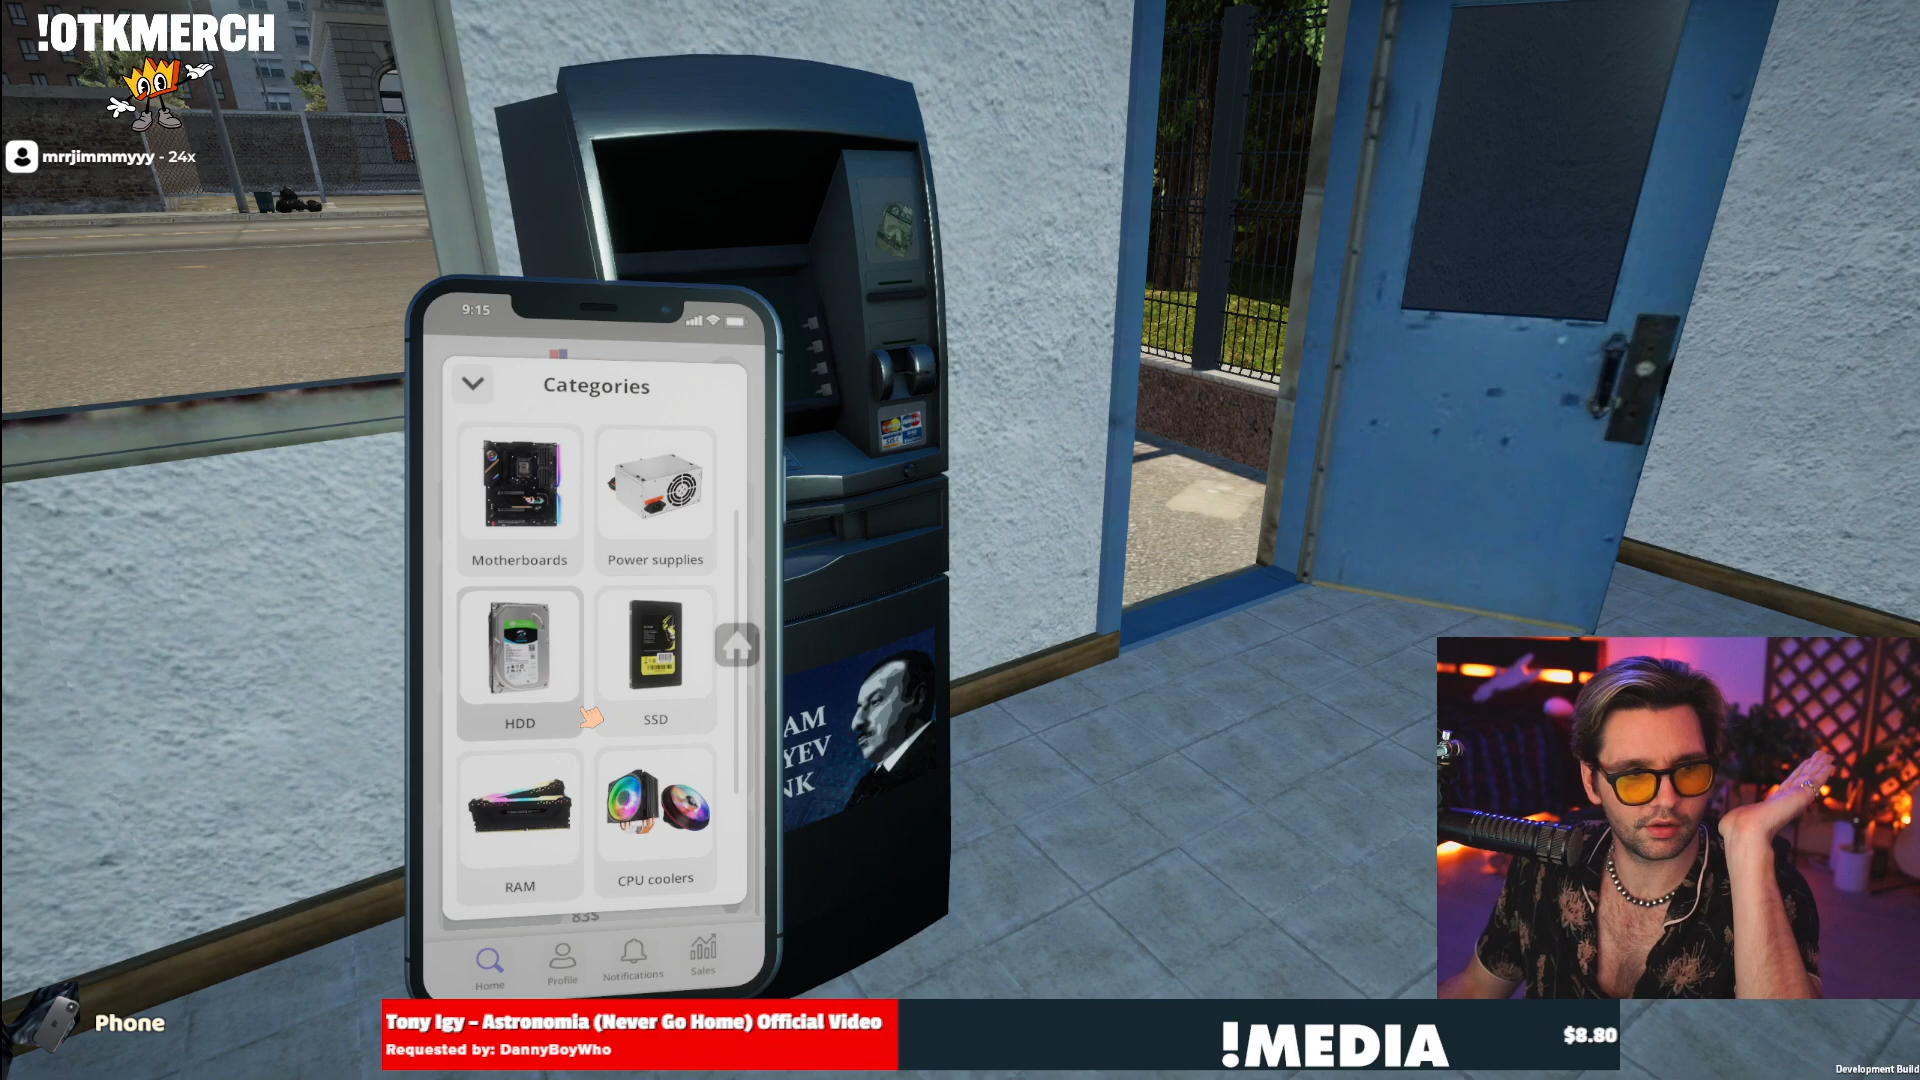 !OTKMERCH
mrrjimmmyyy - 24x
9:15
Categories
Motherboards
Power supplies
HDD
SSD
RAM
CPU coolers
83$
Home
Profile
Notifications
Sales
AM
YEV
NK
Phone
Tony Igy - Astronomia (Never Go Home) Official Video
Requested by: DannyBoyWho
!MEDIA
$8.80
Development Build